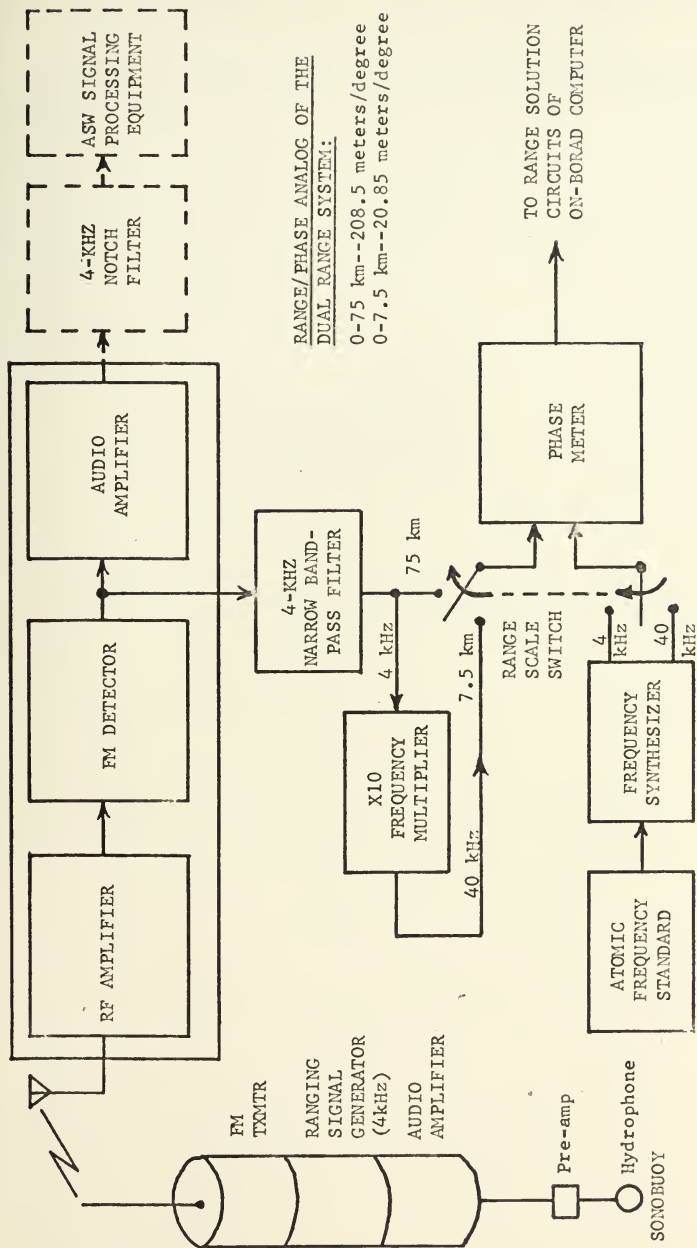 FM
TXMTR
RANGING
SIGNAL
GENERATOR
(4kHz)
AUDIO
AMPLIFIER
Pre-amp
Hydrophone
SONOBUOY
RF AMPLIFIER
FM DETECTOR
AUDIO
AMPLIFIER
4-KHZ
NOTCH
FILTER
ASW SIGNAL
PROCESSING
EQUIPMENT
4-KHZ
NARROW BAND-
PASS FILTER
4 kHz
75 km
X10
FREQUENCY
MULTIPLIER
40 kHz
7.5 km
RANGE
SCALE
SWITCH
ATOMIC
FREQUENCY
STANDARD
FREQUENCY
SYNTHESIZER
4
kHz
40
kHz
PHASE
METER
TO RANGE SOLUTION
CIRCUITS OF
ON-BORAD COMPUTER
RANGE/PHASE ANALOG OF THE
DUAL RANGE SYSTEM:
0-75 km--208.5 meters/degree
0-7.5 km--20.85 meters/degree